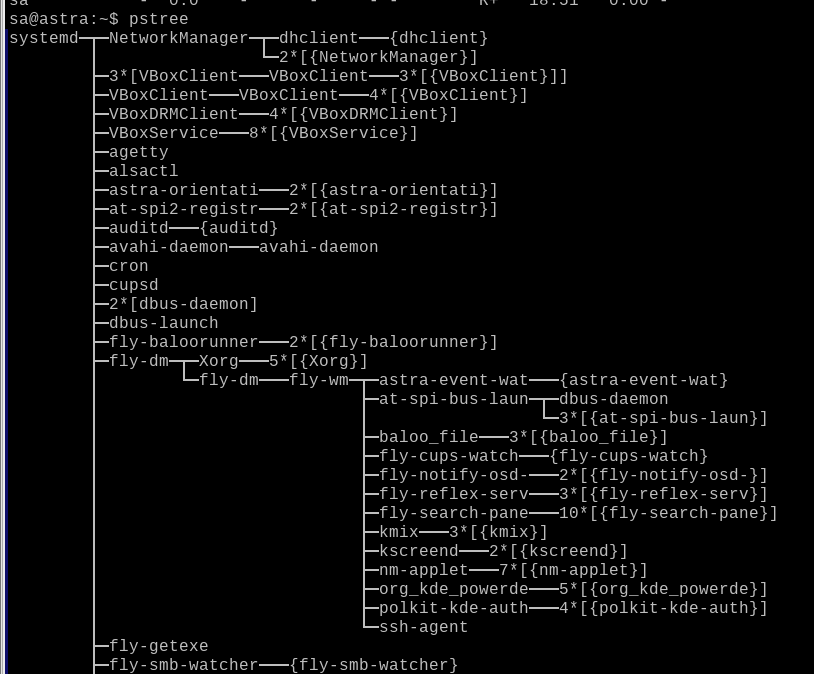 sa@astra:~$ pstree
systemd─┬─NetworkManager─┬─dhclient───{dhclient}
        │                └─2*[{NetworkManager}]
        ├─3*[VBoxClient───VBoxClient───3*[{VBoxClient}]]
        ├─VBoxClient───VBoxClient───4*[{VBoxClient}]
        ├─VBoxDRMClient───4*[{VBoxDRMClient}]
        ├─VBoxService───8*[{VBoxService}]
        ├─agetty
        ├─alsactl
        ├─astra-orientati───2*[{astra-orientati}]
        ├─at-spi2-registr───2*[{at-spi2-registr}]
        ├─auditd───{auditd}
        ├─avahi-daemon───avahi-daemon
        ├─cron
        ├─cupsd
        ├─2*[dbus-daemon]
        ├─dbus-launch
        ├─fly-baloorunner───2*[{fly-baloorunner}]
        ├─fly-dm─┬─Xorg───5*[{Xorg}]
        │        └─fly-dm───fly-wm─┬─astra-event-wat───{astra-event-wat}
        │                          ├─at-spi-bus-laun─┬─dbus-daemon
        │                          │                 └─3*[{at-spi-bus-laun}]
        │                          ├─baloo_file───3*[{baloo_file}]
        │                          ├─fly-cups-watch───{fly-cups-watch}
        │                          ├─fly-notify-osd-───2*[{fly-notify-osd-}]
        │                          ├─fly-reflex-serv───3*[{fly-reflex-serv}]
        │                          ├─fly-search-pane───10*[{fly-search-pane}]
        │                          ├─kmix───3*[{kmix}]
        │                          ├─kscreend───2*[{kscreend}]
        │                          ├─nm-applet───7*[{nm-applet}]
        │                          ├─org_kde_powerde───5*[{org_kde_powerde}]
        │                          ├─polkit-kde-auth───4*[{polkit-kde-auth}]
        │                          └─ssh-agent
        ├─fly-getexe
        ├─fly-smb-watcher───{fly-smb-watcher}